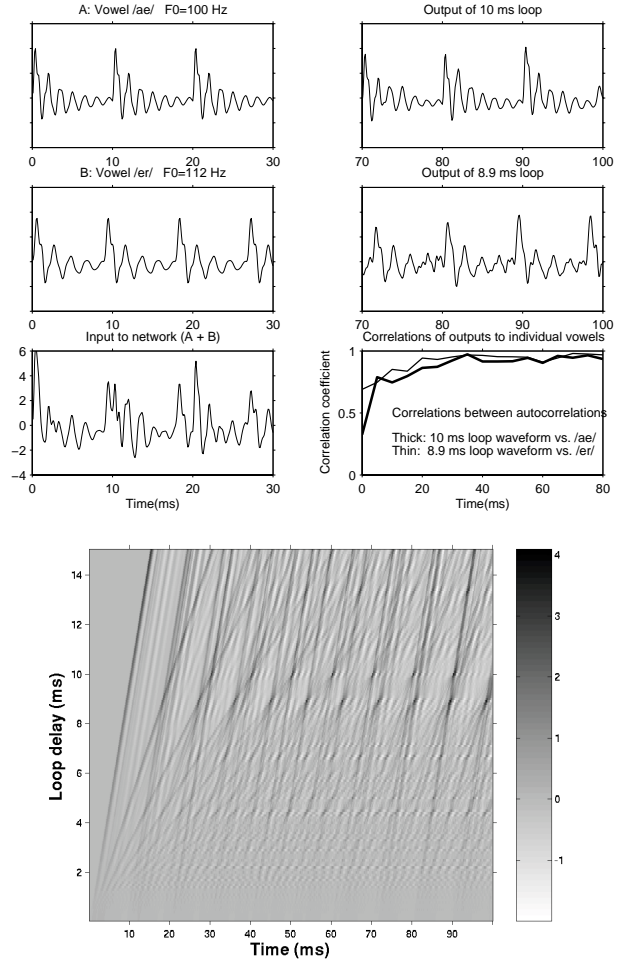 A: Vowel /ae/ F0=100 Hz
0 10 20 30
Output of 10 ms loop
70 80 90 100
B: Vowel /er/ F0=112 Hz
0 10 20 30
Output of 8.9 ms loop
70 80 90 100
Input to network (A + B)
6
4
2
0
−2
−4
0 10 20 30
Time(ms)
Correlations of outputs to individual vowels
Correlation coefficient
1
0.5
0
Correlations between autocorrelations
Thick: 10 ms loop waveform vs. /ae/
Thin: 8.9 ms loop waveform vs. /er/
0 20 40 60 80
Time(ms)
Loop delay (ms)
14
12
10
8
6
4
2
10 20 30 40 50 60 70 80 90
Time (ms)
4
3
2
1
0
-1